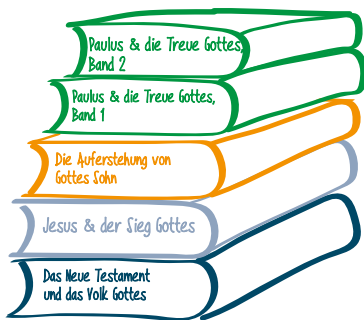 Paulus & die Treue Gottes,
Band 2
Paulus & die Treue Gottes,
Band 1
Die Auferstehung von
Gottes Sohn
Jesus & der Sieg Gottes
Das Neue Testament
und das Volk Gottes